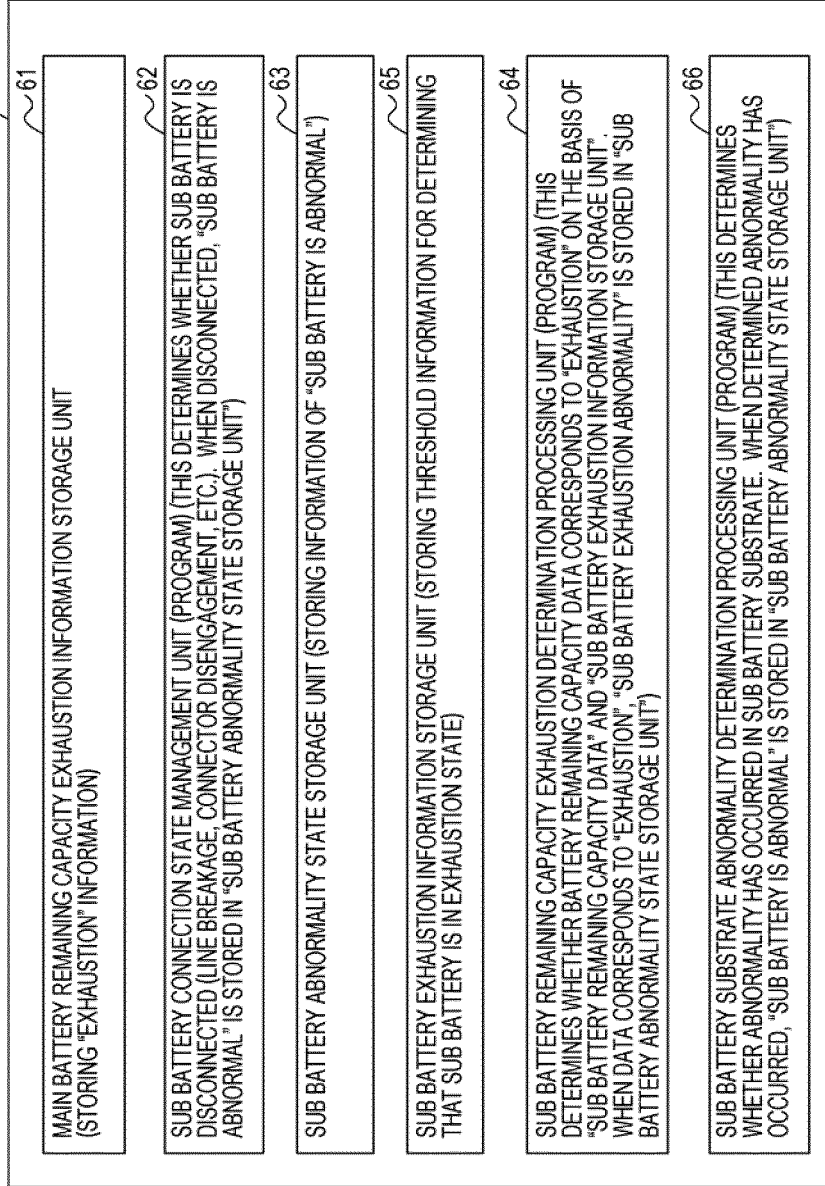 61
MAIN BATTERY REMAINING CAPACITY EXHAUSTION INFORMATION STORAGE UNIT
(STORING "EXHAUSTION" INFORMATION)
62
SUB BATTERY CONNECTION STATE MANAGEMENT UNIT (PROGRAM) (THIS DETERMINES WHETHER SUB BATTERY IS
DISCONNECTED (LINE BREAKAGE, CONNECTOR DISENGAGEMENT, ETC.). WHEN DISCONNECTED, "SUB BATTERY IS
ABNORMAL" IS STORED IN "SUB BATTERY ABNORMALITY STATE STORAGE UNIT")
63
SUB BATTERY ABNORMALITY STATE STORAGE UNIT (STORING INFORMATION OF "SUB BATTERY IS ABNORMAL")
65
SUB BATTERY EXHAUSTION INFORMATION STORAGE UNIT (STORING THRESHOLD INFORMATION FOR DETERMINING
THAT SUB BATTERY IS IN EXHAUSTION STATE)
64
SUB BATTERY REMAINING CAPACITY EXHAUSTION DETERMINATION PROCESSING UNIT (PROGRAM) (THIS
DETERMINES WHETHER BATTERY REMAINING CAPACITY DATA CORRESPONDS TO "EXHAUSTION" ON THE BASIS OF
"SUB BATTERY REMAINING CAPACITY DATA" AND "SUB BATTERY EXHAUSTION INFORMATION STORAGE UNIT".
WHEN DATA CORRESPONDS TO "EXHAUSTION", "SUB BATTERY EXHAUSTION ABNORMALITY" IS STORED IN "SUB
BATTERY ABNORMALITY STATE STORAGE UNIT")
66
SUB BATTERY SUBSTRATE ABNORMALITY DETERMINATION PROCESSING UNIT (PROGRAM) (THIS DETERMINES
WHETHER ABNORMALITY HAS OCCURRED IN SUB BATTERY SUBSTRATE. WHEN DETERMINED ABNORMALITY HAS
OCCURRED, "SUB BATTERY IS ABNORMAL" IS STORED IN "SUB BATTERY ABNORMALITY STATE STORAGE UNIT")